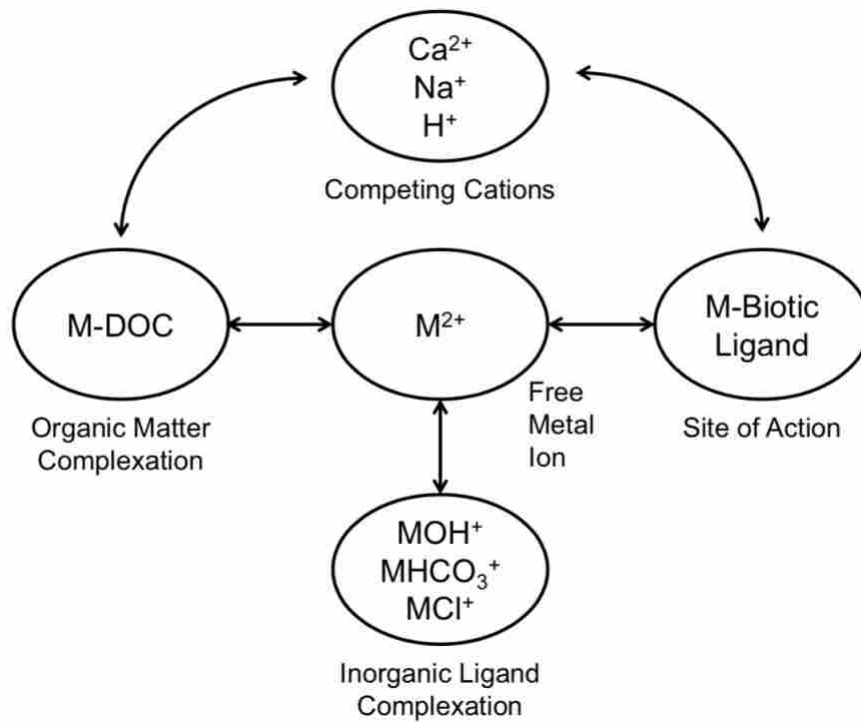 Ca²⁺
Na⁺
H⁺
Competing Cations
M-DOC
Organic Matter
Complexation
M²⁺
Free
Metal
Ion
M-Biotic
Ligand
Site of Action
MOH⁺
MHCO₃⁺
MCl⁺
Inorganic Ligand
Complexation